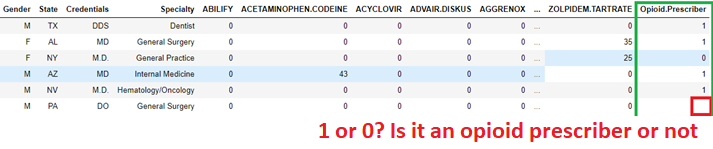 Gender State Credentials Specialty ABILIFY ACETAMINOPHEN.CODEINE ACYCLOVIR ADVAIR.DISKUS AGGRENOX ... ZOLPIDEM.TARTRATE Opioid.Prescriber
M TX DDS Dentist 0 0 0 0 0 ... 0 1
F AL MD General Surgery 0 0 0 0 0 ... 35 1
F NY M.D. General Practice 0 0 0 0 0 ... 25 0
M AZ MD Internal Medicine 0 43 0 0 0 ... 0 1
M NV M.D. Hematology/Oncology 0 0 0 0 0 ... 0 1
M PA DO General Surgery 0 0 0 0 0 ... 0
1 or 0? Is it an opioid prescriber or not